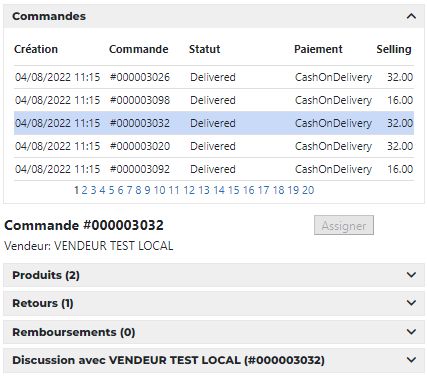 Commandes
Création Commande Statut Paiement Selling
04/08/2022 11:15 #000003026 Delivered CashOnDelivery 32.00
04/08/2022 11:15 #000003098 Delivered CashOnDelivery 16.00
04/08/2022 11:15 #000003032 Delivered CashOnDelivery 32.00
04/08/2022 11:15 #000003020 Delivered CashOnDelivery 32.00
04/08/2022 11:15 #000003092 Delivered CashOnDelivery 16.00
1 2 3 4 5 6 7 8 9 10 11 12 13 14 15 16 17 18 19 20
Commande #000003032 Assigner
Vendeur: VENDEUR TEST LOCAL
Produits (2)
Retours (1)
Remboursements (0)
Discussion avec VENDEUR TEST LOCAL (#000003032)